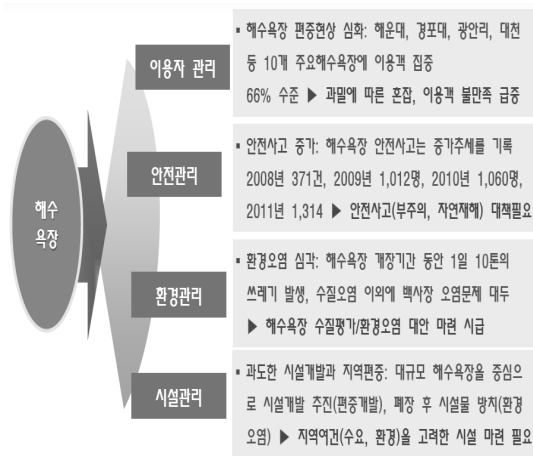 해수
욕장
이용자 관리
▪ 해수욕장 편중현상 심화: 해운대, 경포대, 광안리, 대천
등 10개 주요해수욕장에 이용객 집중
66% 수준 ▶ 과밀에 따른 혼잡, 이용객 불만족 급증
안전관리
▪ 안전사고 증가: 해수욕장 안전사고는 증가추세를 기록
2008년 371건, 2009년 1,012명, 2010년 1,060명,
2011년 1,314 ▶ 안전사고(부주의, 자연재해) 대책필요
환경관리
▪ 환경오염 심각: 해수욕장 개장기간 동안 1일 10톤의
쓰레기 발생, 수질오염 이외에 백사장 오염문제 대두
▶ 해수욕장 수질평가/환경오염 대안 마련 시급
시설관리
▪ 과도한 시설개발과 지역편중: 대규모 해수욕장을 중심으
로 시설개발 추진(편중개발), 폐장 후 시설물 방치(환경
오염) ▶ 지역여건(수요, 환경)을 고려한 시설 마련 필요